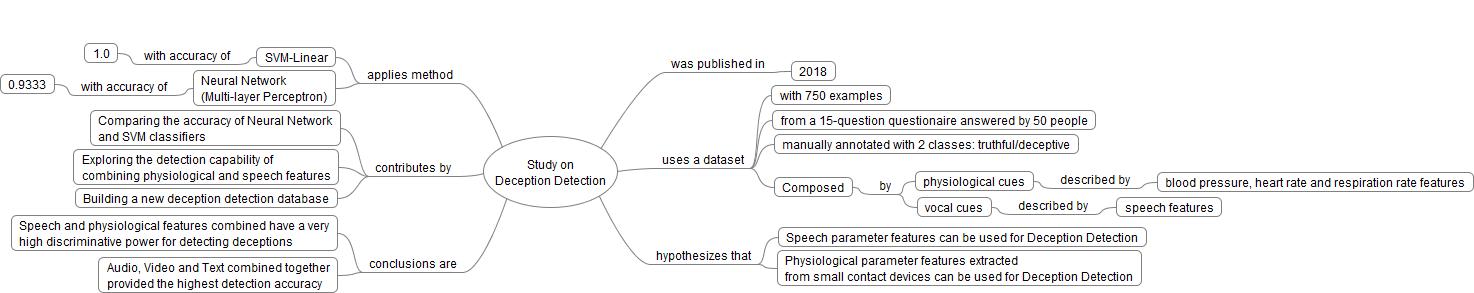 Study on
Deception Detection
applies method
SVM-Linear
with accuracy of
1.0
Neural Network
(Multi-layer Perceptron)
with accuracy of
0.9333
contributes by
Comparing the accuracy of Neural Network
and SVM classifiers
Exploring the detection capability of
combining physiological and speech features
Building a new deception detection database
conclusions are
Speech and physiological features combined have a very
high discriminative power for detecting deceptions
Audio, Video and Text combined together
provided the highest detection accuracy
was published in
2018
uses a dataset
with 750 examples
from a 15-question questionaire answered by 50 people
manually annotated with 2 classes: truthful/deceptive
Composed
by
physiological cues
described by
blood pressure, heart rate and respiration rate features
vocal cues
described by
speech features
hypothesizes that
Speech parameter features can be used for Deception Detection
Physiological parameter features extracted
from small contact devices can be used for Deception Detection